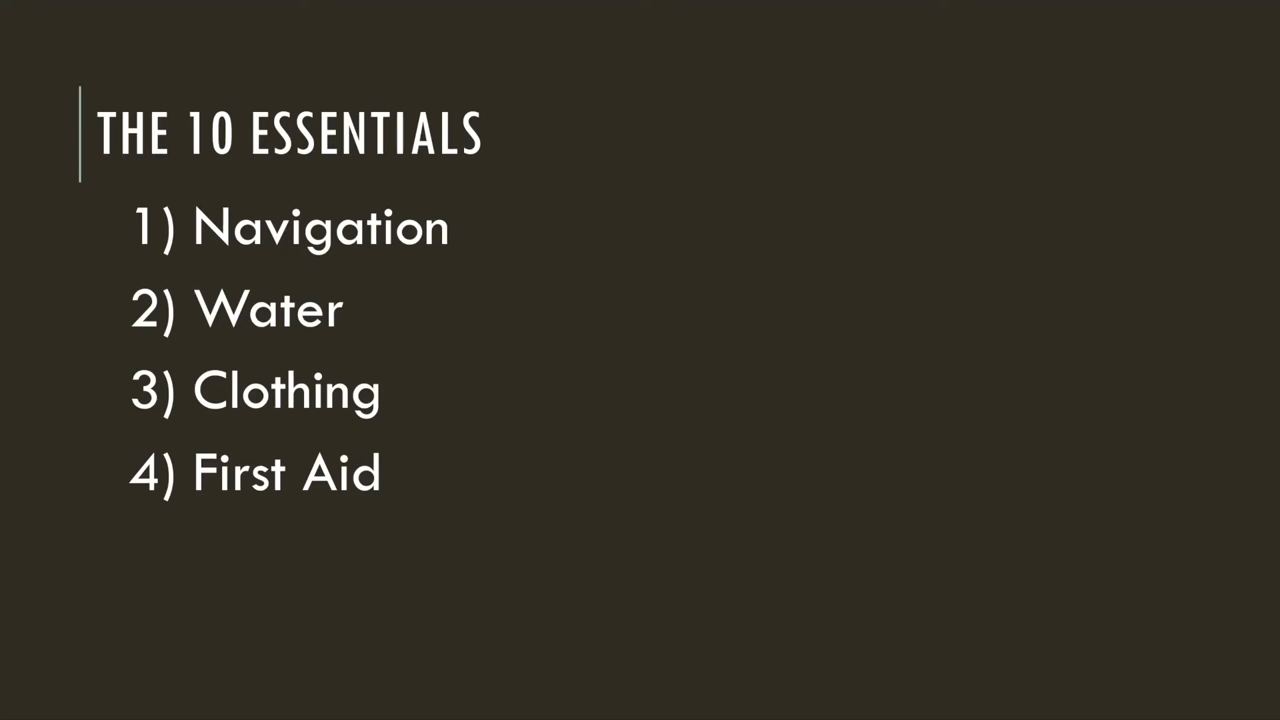 THE 10 ESSENTIALS
1) Navigation
2) Water
3) Clothing
4) First Aid